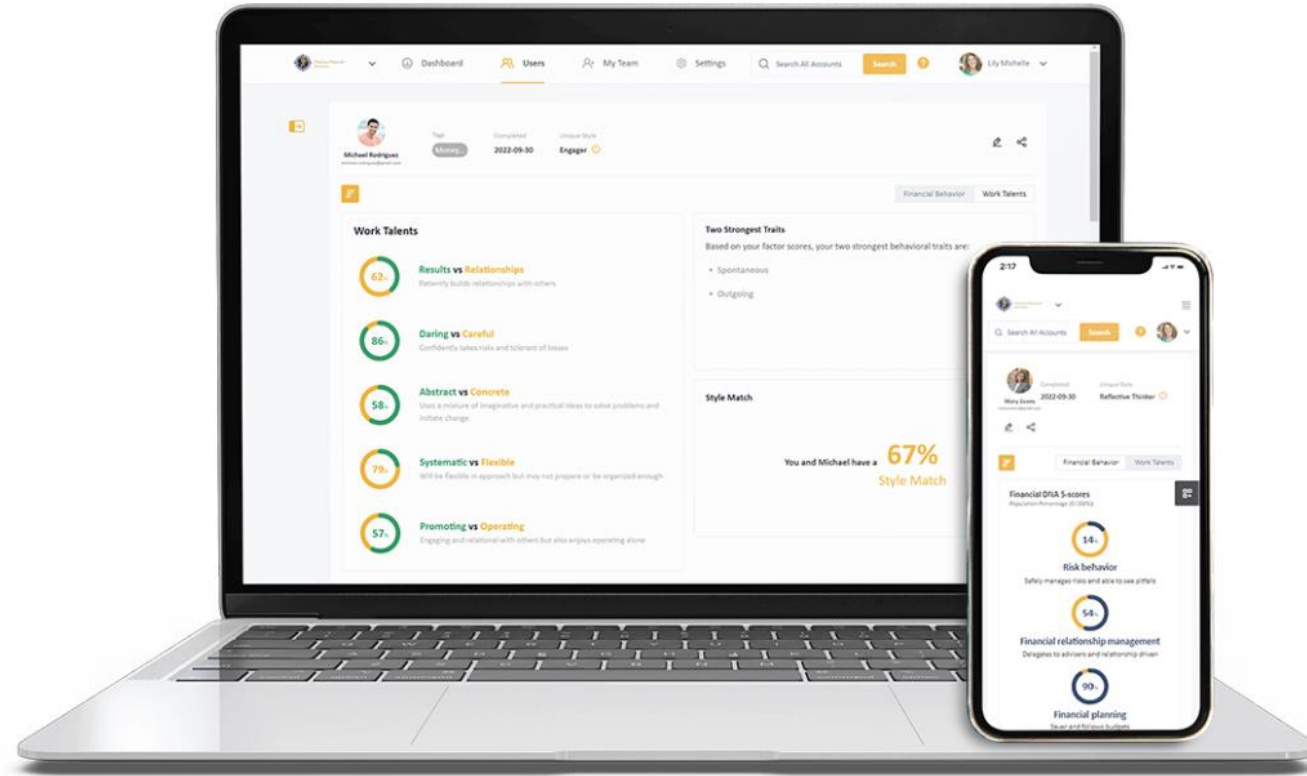 Dashboard
Users
My Team
Settings
Search All Accounts
Search
?
Lily Michelle
Michael Rodriguez
Tags
Money...
Completed
2022-09-30
Unique Style
Engager
Financial Behavior
Work Talents
Work Talents
62%
Results vs Relationships
Patiently builds relationships with others
86%
Daring vs Careful
Confidently takes risks and tolerant of losses
58%
Abstract vs Concrete
Uses a mixture of imaginative and practical ideas to solve problems and
initiate change
79%
Systematic vs Flexible
Will be flexible in approach but may not prepare or be organized enough
57%
Promoting vs Operating
Engaging and relational with others but also enjoys operating alone
Two Strongest Traits
Based on your factor scores, your two strongest behavioral traits are:
Spontaneous
Outgoing
Style Match
You and Michael have a 67%
Style Match
2:17
Search All Accounts
Search
?
Mary Evans
Completed
2022-09-30
Unique Style
Reflective Thinker
Financial Behavior
Work Talents
Financial DNA S-scores
14%
Risk behavior
Safely manages risks and able to see pitfalls
54%
Financial relationship management
Delegates to advisers and relationship driven
90%
Financial planning
Saver and follows budgets